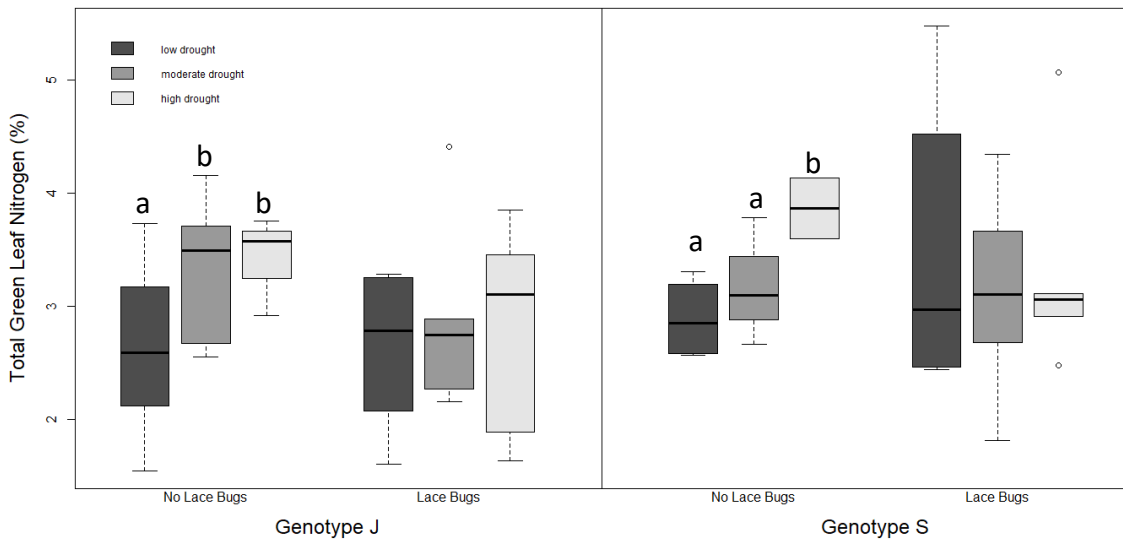 Total Green Leaf Nitrogen (%)
5
4
3
2
low drought
moderate drought
high drought
a
b
b
a
a
b
No Lace Bugs
Lace Bugs
No Lace Bugs
Lace Bugs
Genotype J
Genotype S